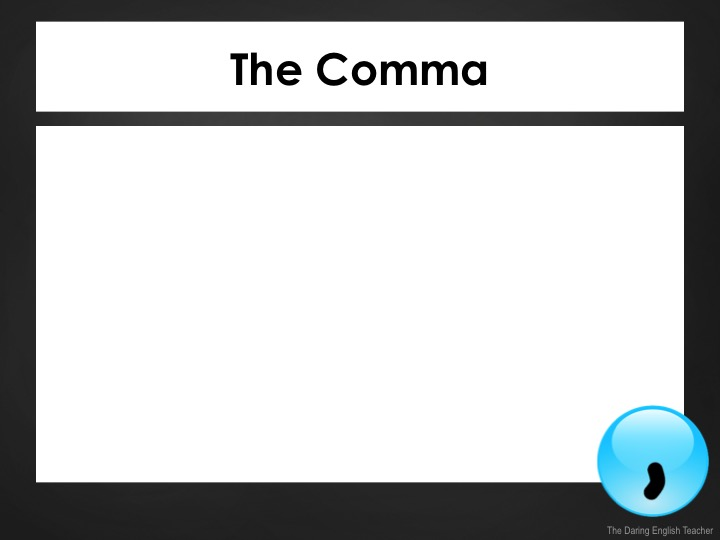 The Comma
,
The Daring English Teacher